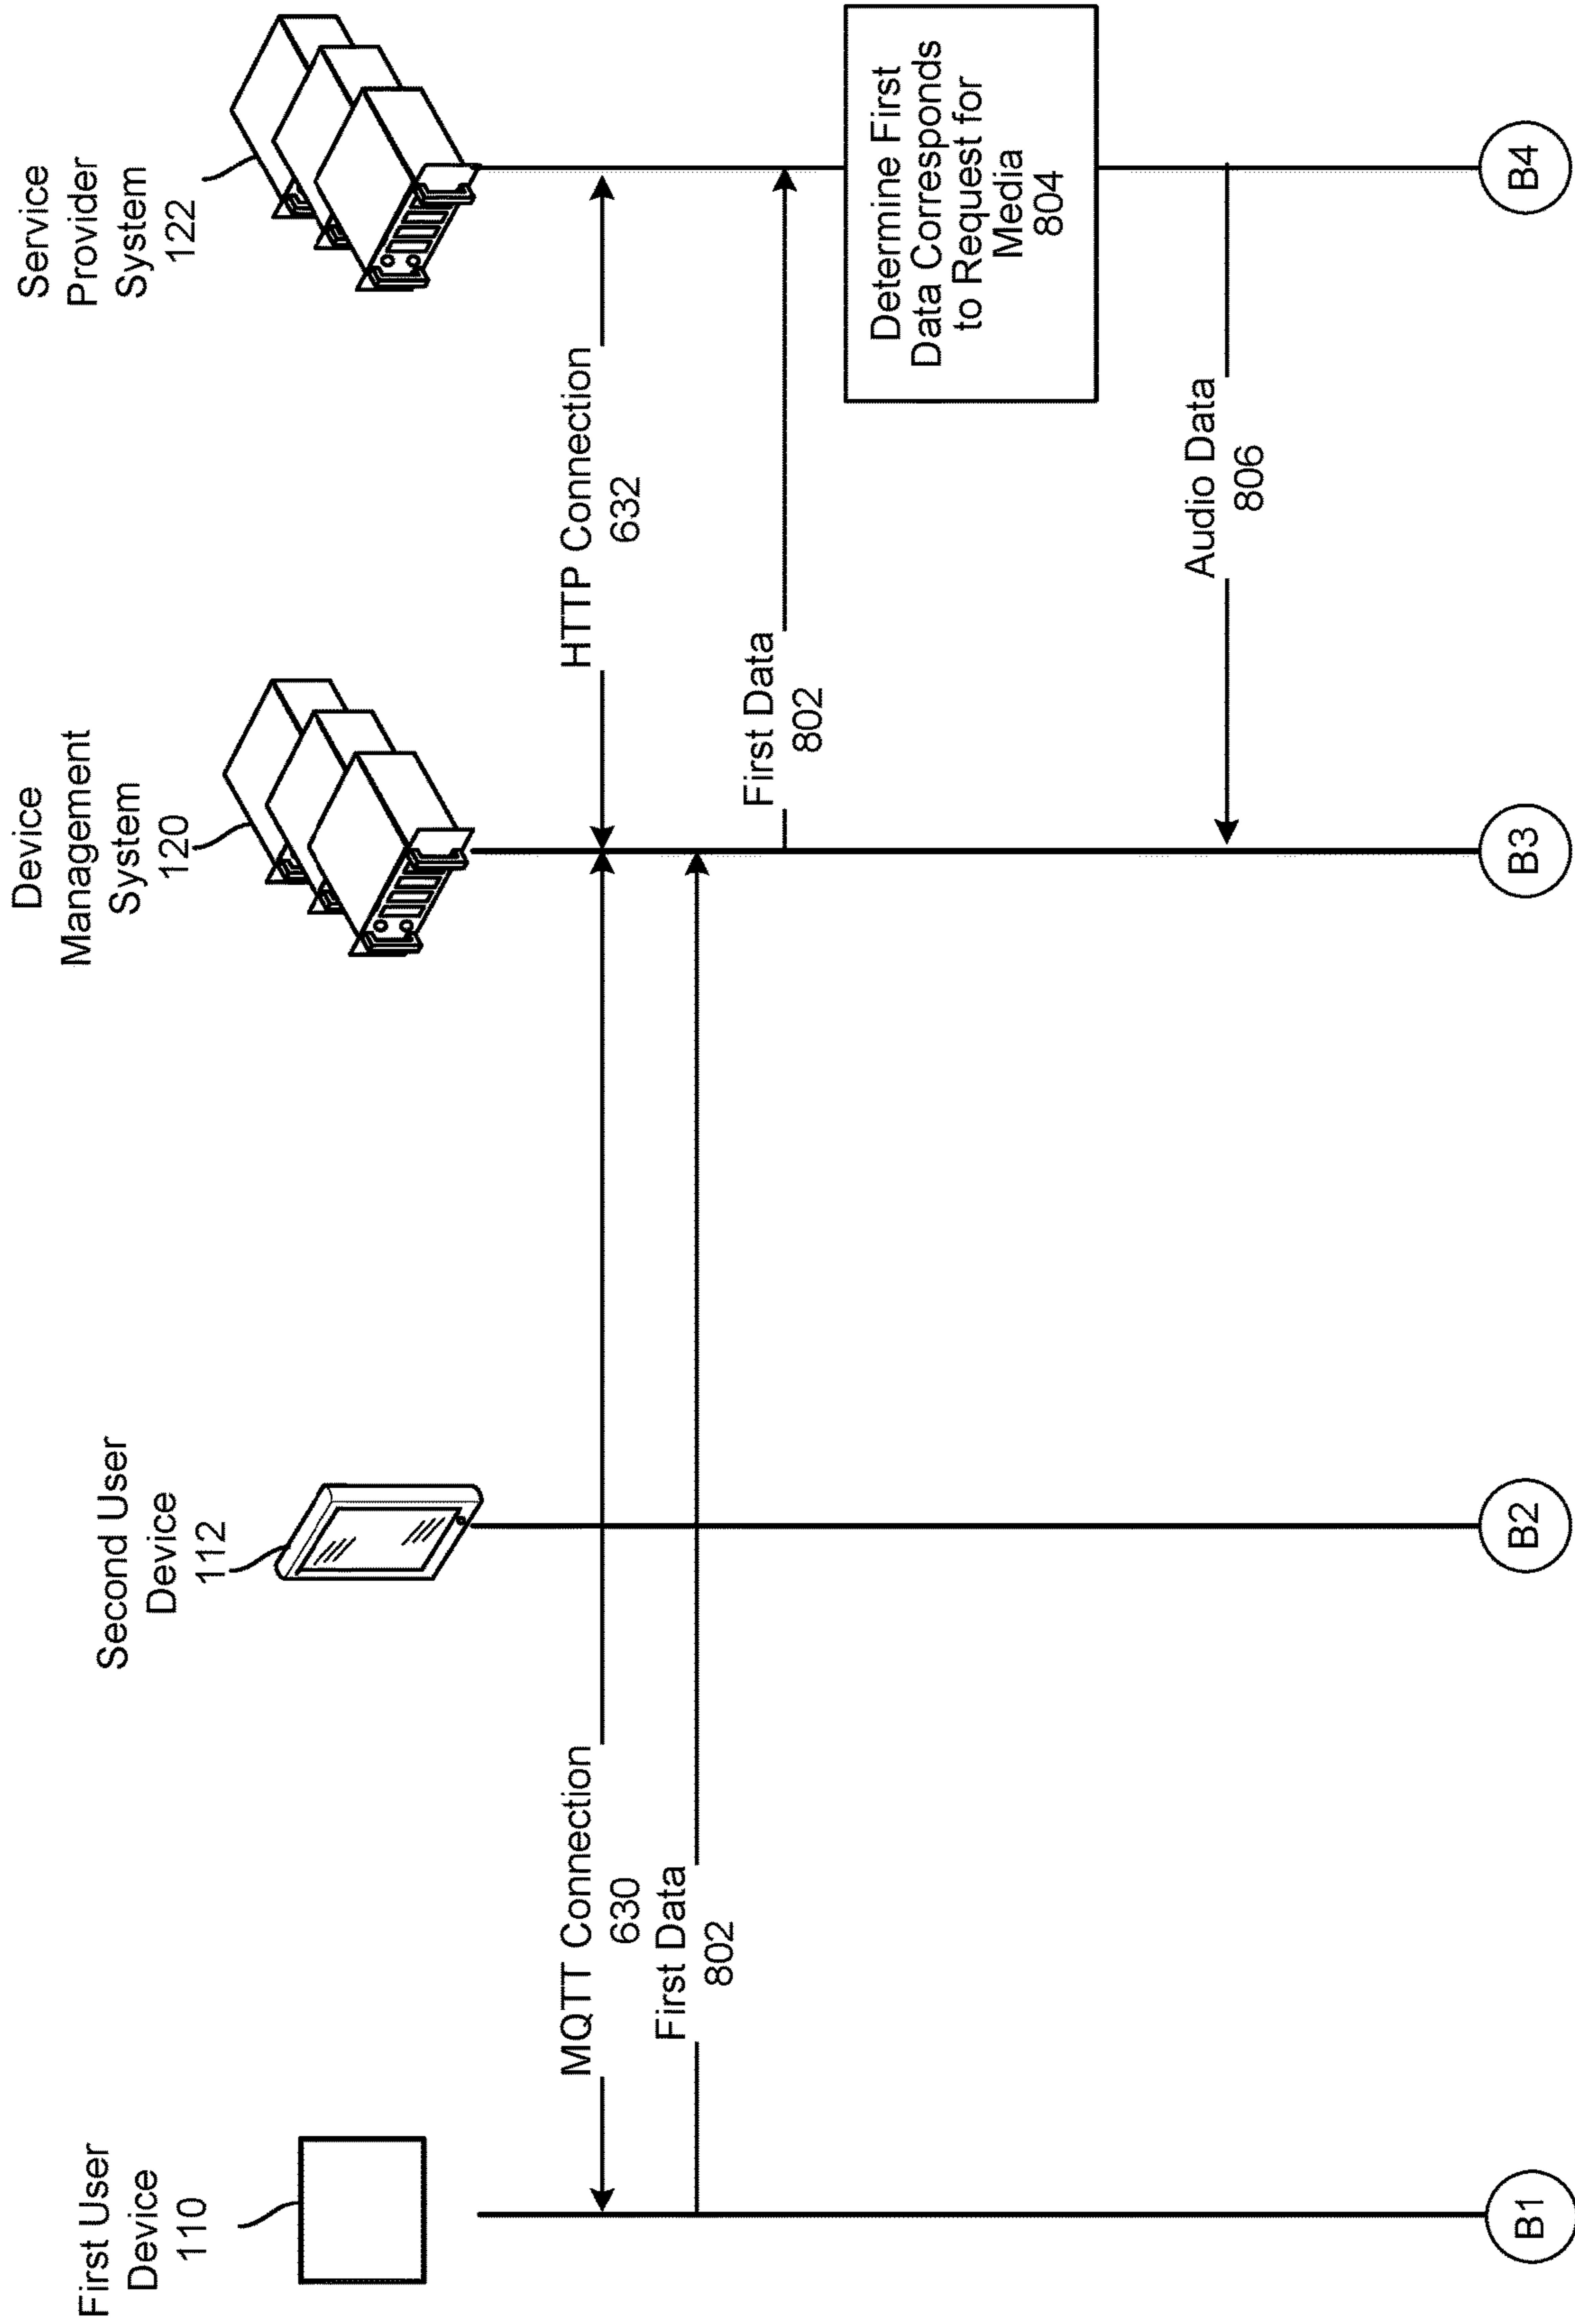 First User
Device
110
Second User
Device
112
Device
Management
System
120
Service
Provider
System
122
MQTT Connection
630
HTTP Connection
632
First Data
802
First Data
802
Determine First
Data Corresponds
to Request for
Media
804
Audio Data
806
B1
B2
B3
B4